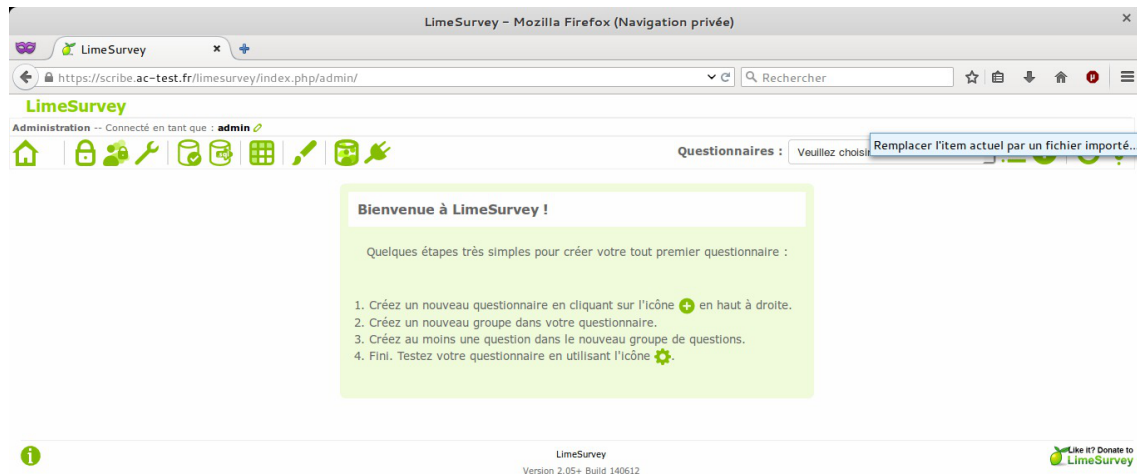 LimeSurvey - Mozilla Firefox (Navigation privée)
LimeSurvey
https://scribe.ac-test.fr/limesurvey/index.php/admin/
Rechercher
LimeSurvey
Administration -- Connecté en tant que : admin
Questionnaires :
Veuillez choisir
Remplacer l'item actuel par un fichier importé...
Bienvenue à LimeSurvey !
Quelques étapes très simples pour créer votre tout premier questionnaire :
1. Créez un nouveau questionnaire en cliquant sur l'icône en haut à droite.
2. Créez un nouveau groupe dans votre questionnaire.
3. Créez au moins une question dans le nouveau groupe de questions.
4. Fini. Testez votre questionnaire en utilisant l'icône .
LimeSurvey
Version 2.05+ Build 140612
Like it? Donate to
LimeSurvey